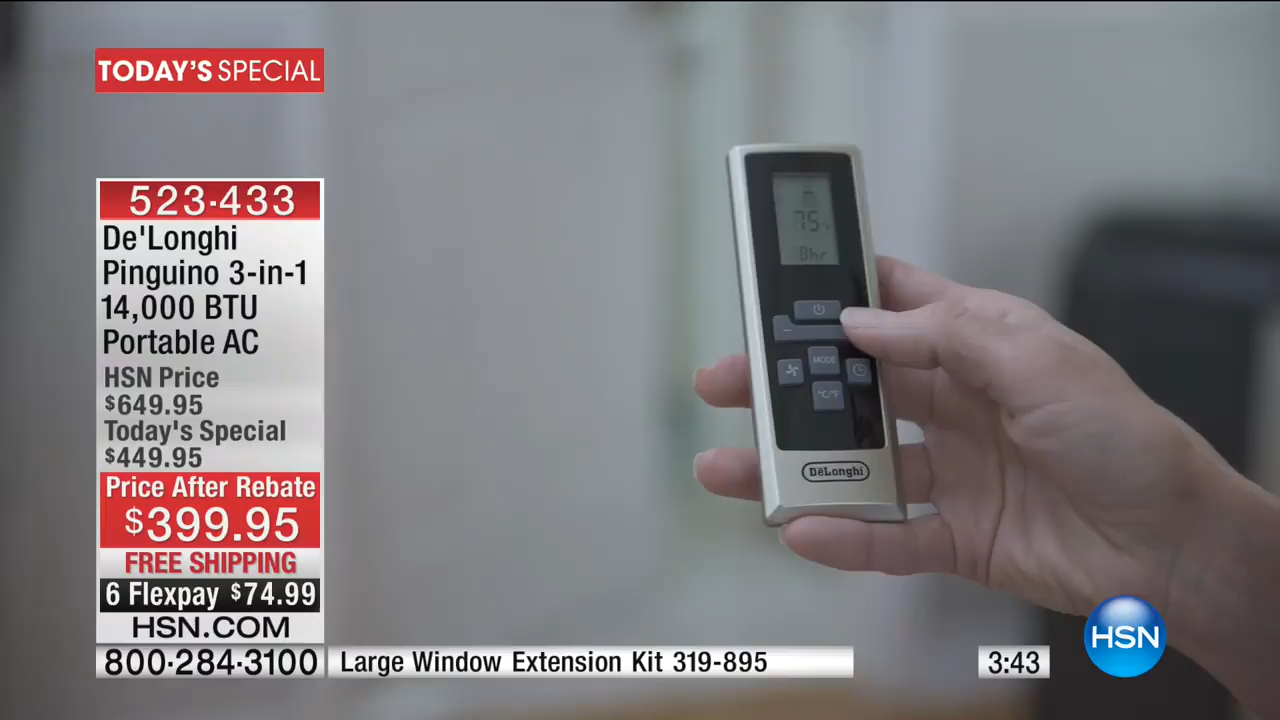 TODAY'S SPECIAL
523-433
De'Longhi
Pinguino 3-in-1
14,000 BTU
Portable AC
HSN Price
$649.95
Today's Special
$449.95
Price After Rebate
$399.95
FREE SHIPPING
6 Flexpay $74.99
HSN.COM
800-284-3100
Large Window Extension Kit 319-895
3:43
HSN
75
8hr
MODE
°C/°F
DeLonghi